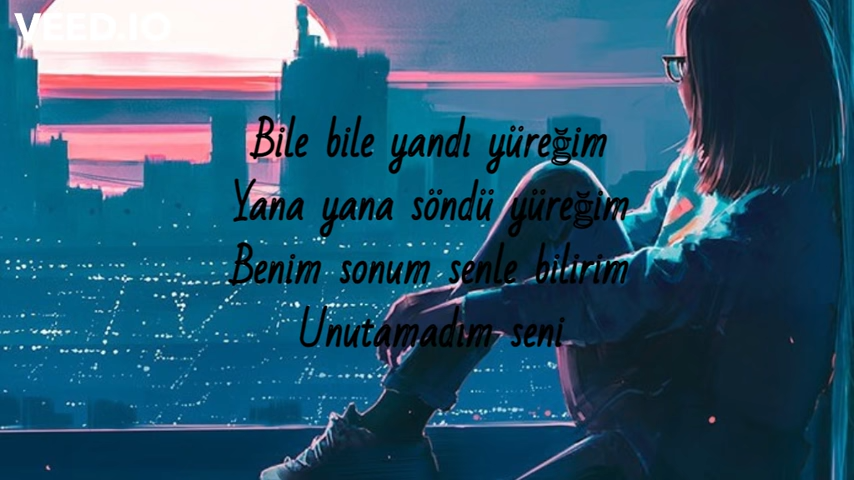 VEED.IO
Bile bile yandı yüreğim
Yana yana söndü yüreğim
Benim sonum senle bilirim
Unutamadım seni